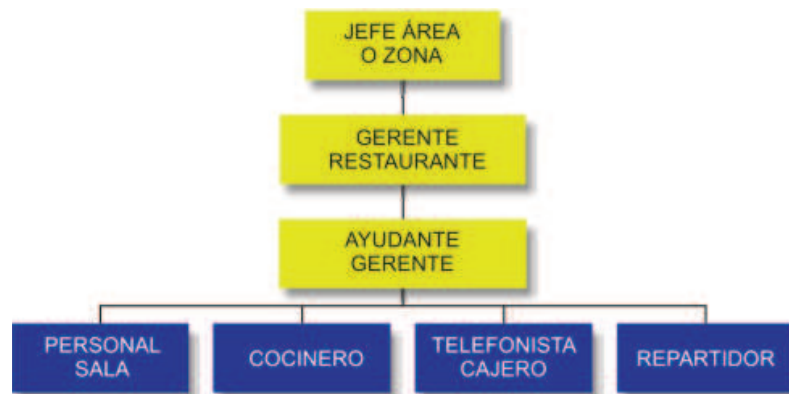 JEFE ÁREA
O ZONA
GERENTE
RESTAURANTE
AYUDANTE
GERENTE
PERSONAL
SALA
COCINERO
TELEFONISTA
CAJERO
REPARTIDOR